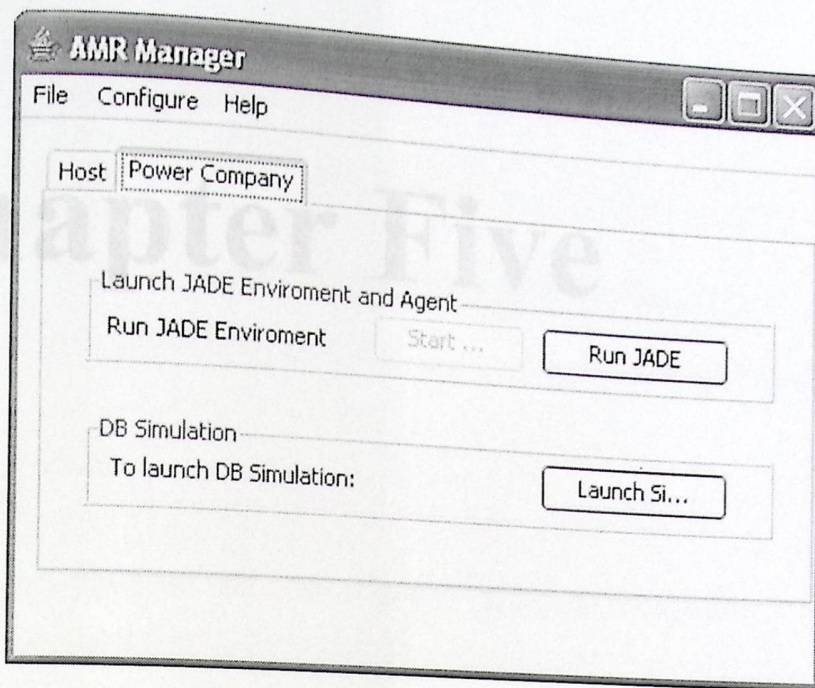 AMR Manager
File Configure Help
Host Power Company
Launch JADE Enviroment and Agent
Run JADE Enviroment Start ... Run JADE
DB Simulation
To launch DB Simulation: Launch Si...
apter Five